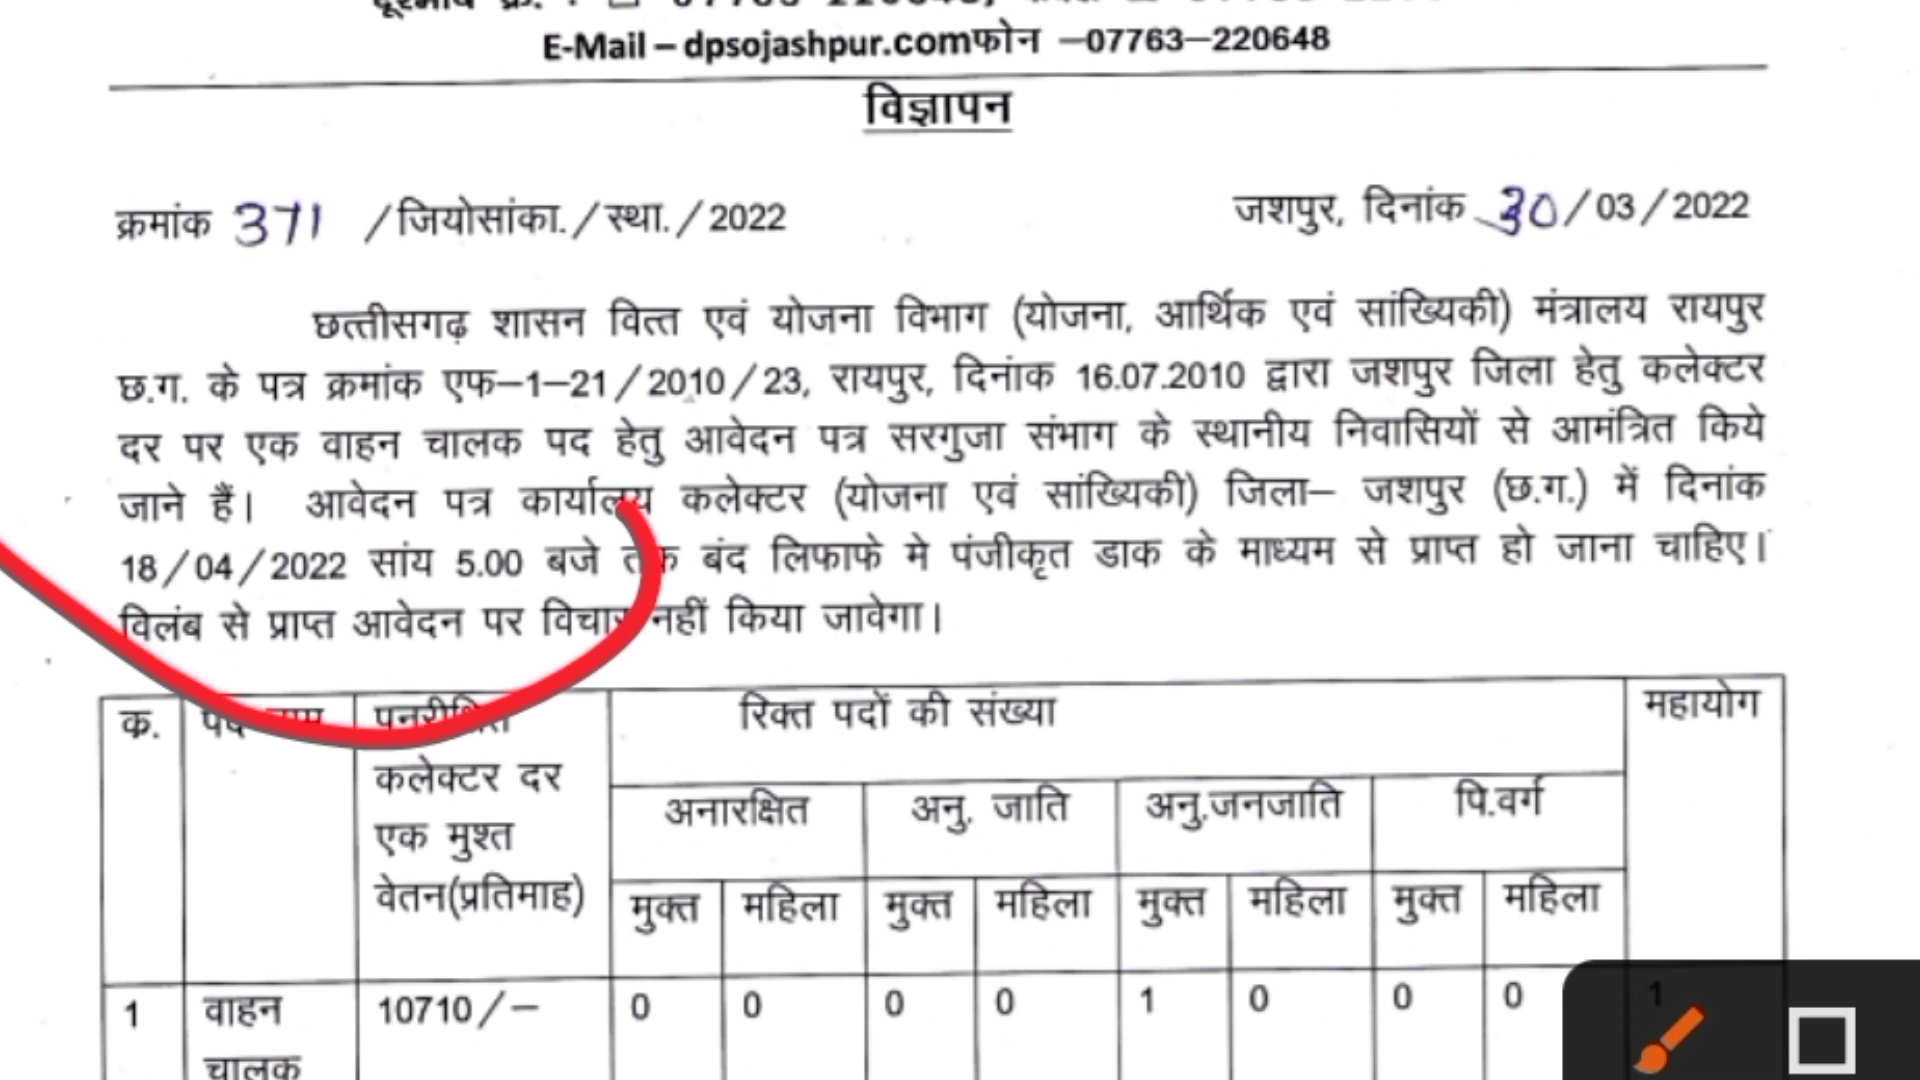 E-Mail – dpsojashpur.comफोन –07763–220648
विज्ञापन
क्रमांक 371 /जियोसांका./स्था./2022
जशपुर, दिनांक 30/03/2022
छत्तीसगढ़ शासन वित्त एवं योजना विभाग (योजना, आर्थिक एवं सांख्यिकी) मंत्रालय रायपुर
छ.ग. के पत्र क्रमांक एफ–1–21/2010/23, रायपुर, दिनांक 16.07.2010 द्वारा जशपुर जिला हेतु कलेक्टर
दर पर एक वाहन चालक पद हेतु आवेदन पत्र सरगुजा संभाग के स्थानीय निवासियों से आमंत्रित किये
जाने हैं। आवेदन पत्र कार्यालय कलेक्टर (योजना एवं सांख्यिकी) जिला– जशपुर (छ.ग.) में दिनांक
18/04/2022 सांय 5.00 बजे तक बंद लिफाफे मे पंजीकृत डाक के माध्यम से प्राप्त हो जाना चाहिए।
विलंब से प्राप्त आवेदन पर विचार नहीं किया जावेगा।
क. पद नाम पुनरीक्षित रिक्त पदों की संख्या महायोग
कलेक्टर दर
एक मुश्त
वेतन(प्रतिमाह)
अनारक्षित अनु. जाति अनु.जनजाति पि.वर्ग
मुक्त महिला मुक्त महिला मुक्त महिला मुक्त महिला
1 वाहन 10710/– 0 0 0 0 1 0 0 0 1
चालक